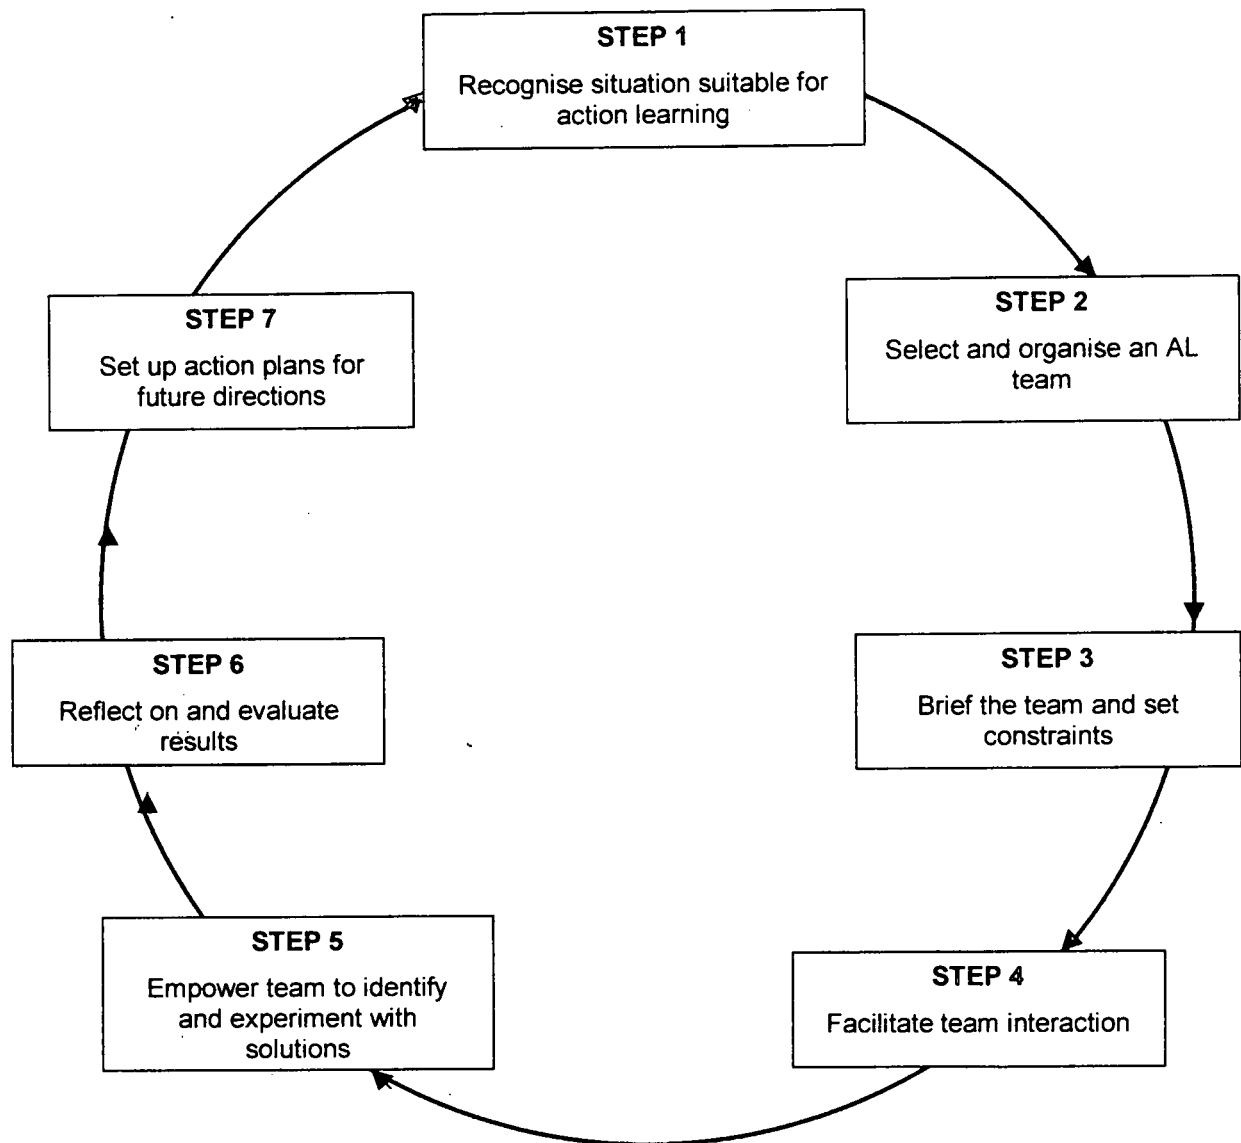 STEP 1
Recognise situation suitable for
action learning
STEP 2
Select and organise an AL
team
STEP 3
Brief the team and set
constraints
STEP 4
Facilitate team interaction
STEP 5
Empower team to identify
and experiment with
solutions
STEP 6
Reflect on and evaluate
results
STEP 7
Set up action plans for
future directions